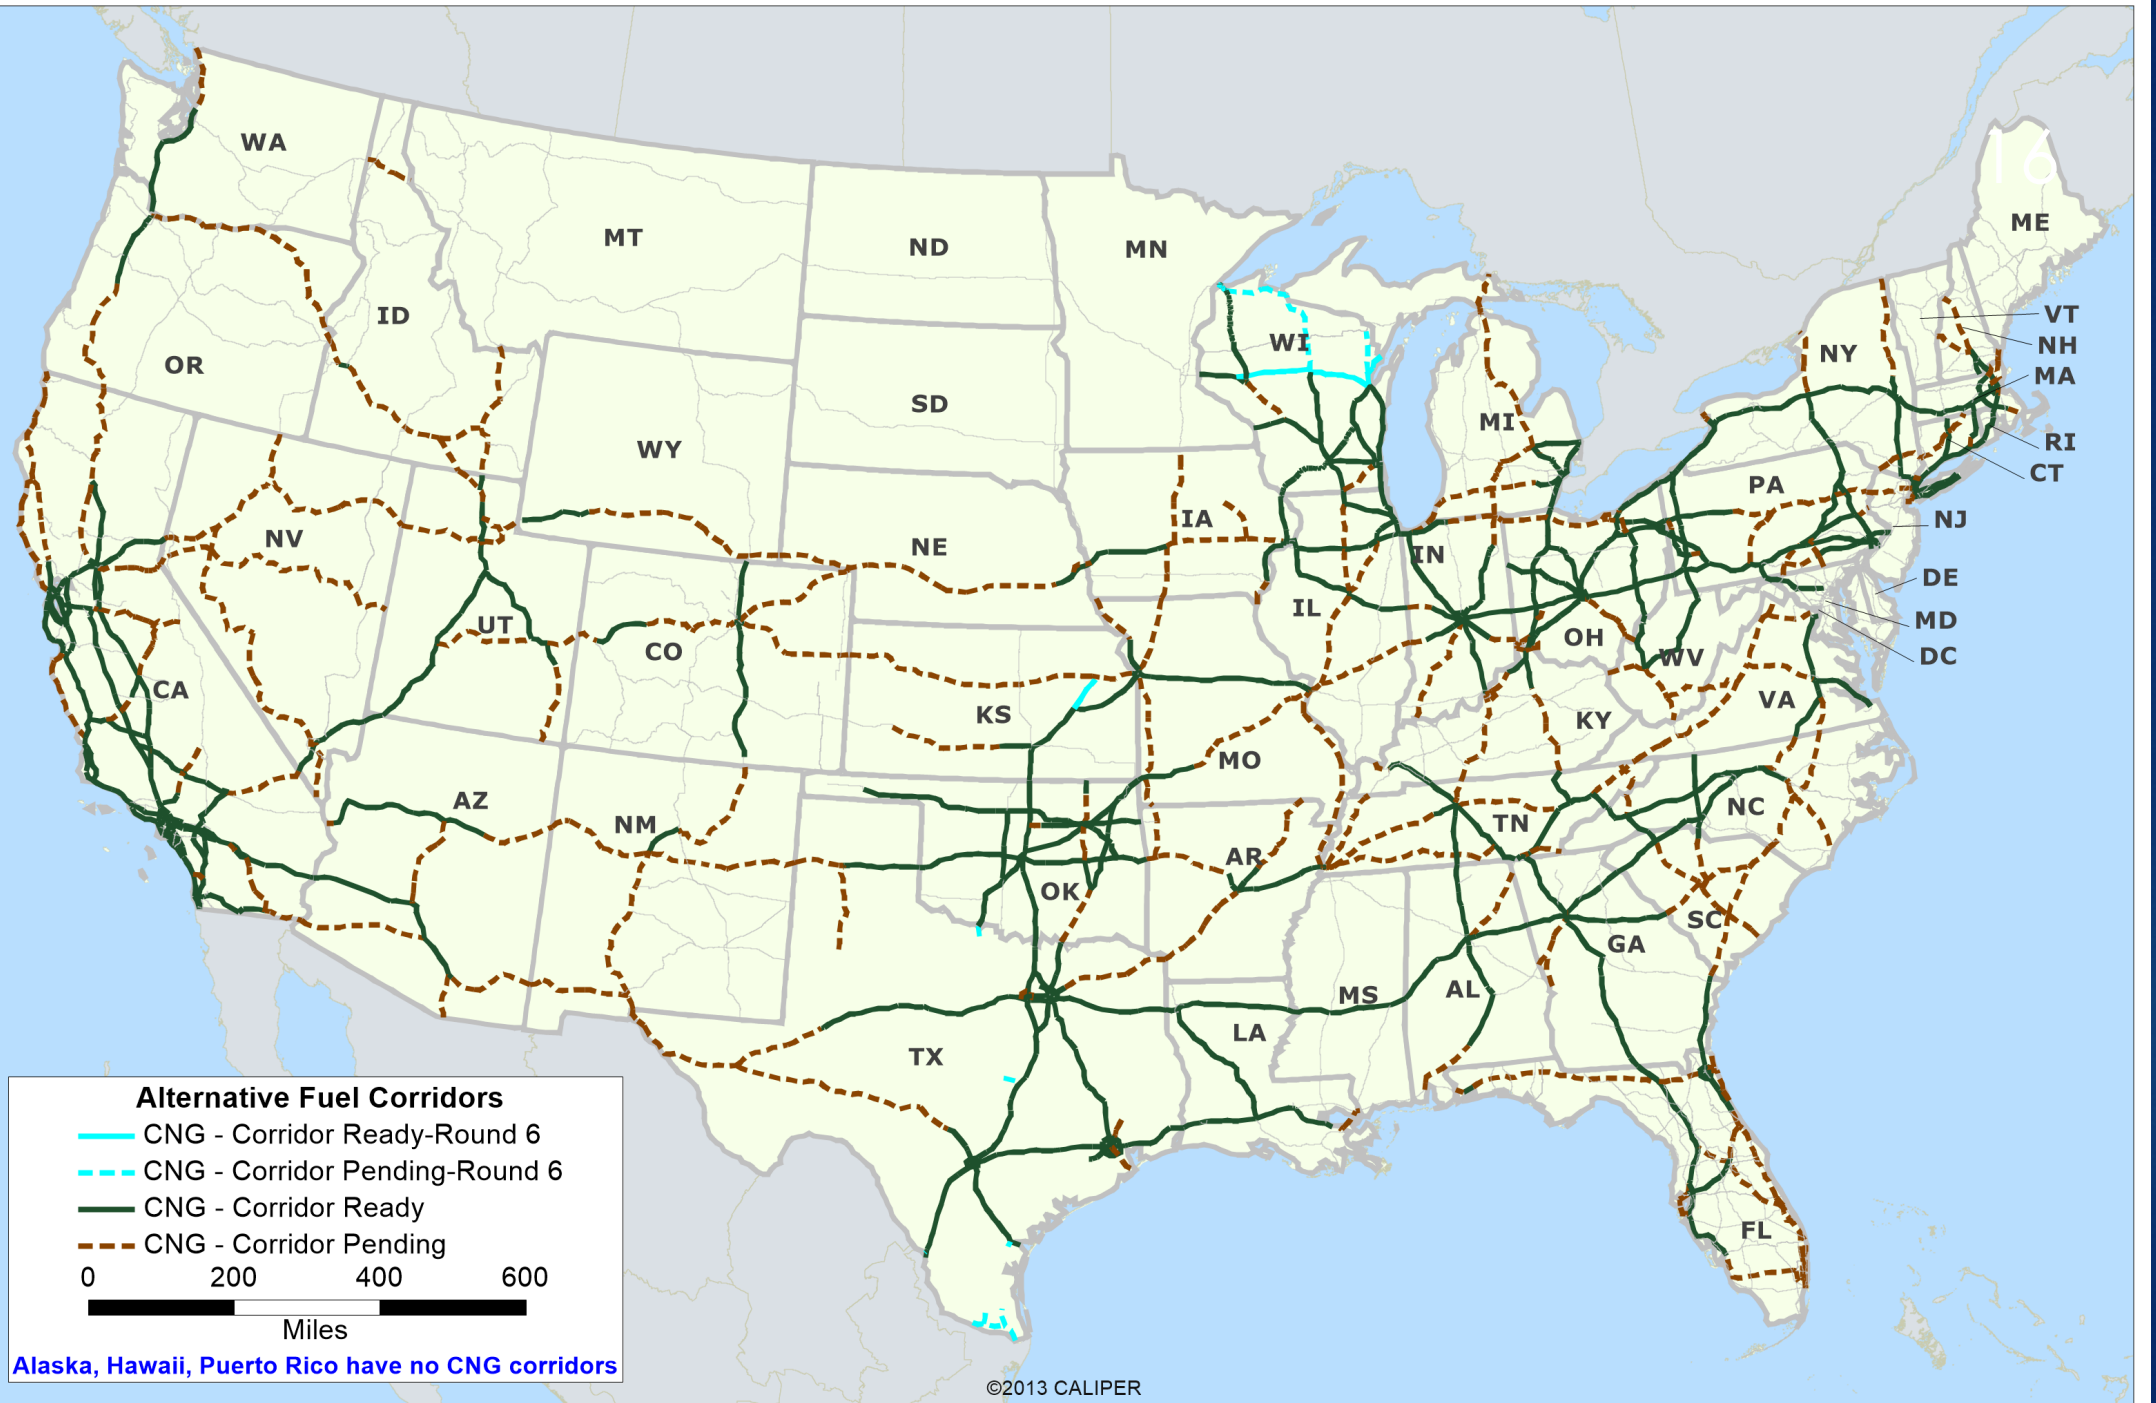 16
WA
ME
MT
ND
MN
VT
ID
WI
NH
NY
OR
MA
SD
MI
WY
RI
CT
PA
IA
NJ
NV
NE
IN
DE
IL
MD
UT
OH
CO
WV
DC
CA
KS
VA
KY
MO
AZ
NC
NM
TN
AR
OK
SC
GA
MS
AL
LA
TX
FL
Alternative Fuel Corridors
CNG - Corridor Ready-Round 6
CNG - Corridor Pending-Round 6
CNG - Corridor Ready
CNG - Corridor Pending
0 200 400 600
Miles
Alaska, Hawaii, Puerto Rico have no CNG corridors
©2013 CALIPER